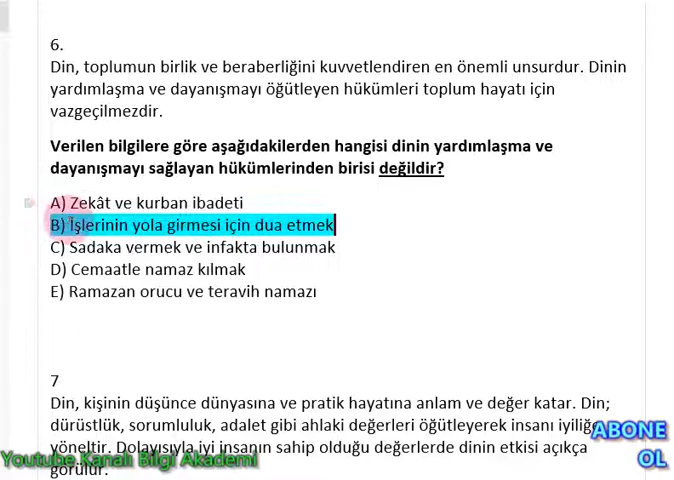 6.
Din, toplumun birlik ve beraberliğini kuvvetlendiren en önemli unsurdur. Dinin
yardımlaşma ve dayanışmayı öğütleyen hükümleri toplum hayatı için
vazgeçilmezdir.
Verilen bilgilere göre aşağıdakilerden hangisi dinin yardımlaşma ve
dayanışmayı sağlayan hükümlerinden birisi değildir?
A) Zekât ve kurban ibadeti
B) İşlerinin yola girmesi için dua etmek
C) Sadaka vermek ve infakta bulunmak
D) Cemaatle namaz kılmak
E) Ramazan orucu ve teravih namazı
7
Din, kişinin düşünce dünyasına ve pratik hayatına anlam ve değer katar. Din;
dürüstlük, sorumluluk, adalet gibi ahlaki değerleri öğütleyerek insanı iyiliğe
yöneltir. Dolayısıyla iyi insanın sahip olduğu değerlerde dinin etkisi açıkça
görülür.
ABONE
OL
Youtube Kanalı Bilgi Akademi